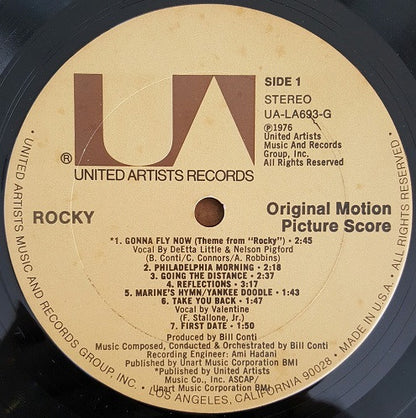 UA
®
UNITED ARTISTS RECORDS
SIDE 1
STEREO
UA-LA693-G
℗1976
United Artists
Music And Records
Group, Inc.
All Rights Reserved
ROCKY
Original Motion
Picture Score
*1. GONNA FLY NOW (Theme from "Rocky") • 2:45
Vocal By DeEtta Little & Nelson Pigford
(B. Conti/C. Connors/A. Robbins)
2. PHILADELPHIA MORNING • 2:18
3. GOING THE DISTANCE • 2:37
4. REFLECTIONS • 3:17
5. MARINE'S HYMN/YANKEE DOODLE • 1:43
6. TAKE YOU BACK • 1:47
Vocal by Valentine
(F. Stallone, Jr.)
7. FIRST DATE • 1:50
Produced by Bill Conti
Music Composed, Conducted & Orchestrated by Bill Conti
Recording Engineer: Ami Hadani
Published by Unart Music Corporation BMI
*Published by United Artists
Music Co., Inc. ASCAP/
Unart Music Corporation BMI
• UNITED ARTISTS MUSIC AND RECORDS GROUP, INC. • LOS ANGELES, CALIFORNIA 90028 • MADE IN U.S.A. • ALL RIGHTS RESERVED •